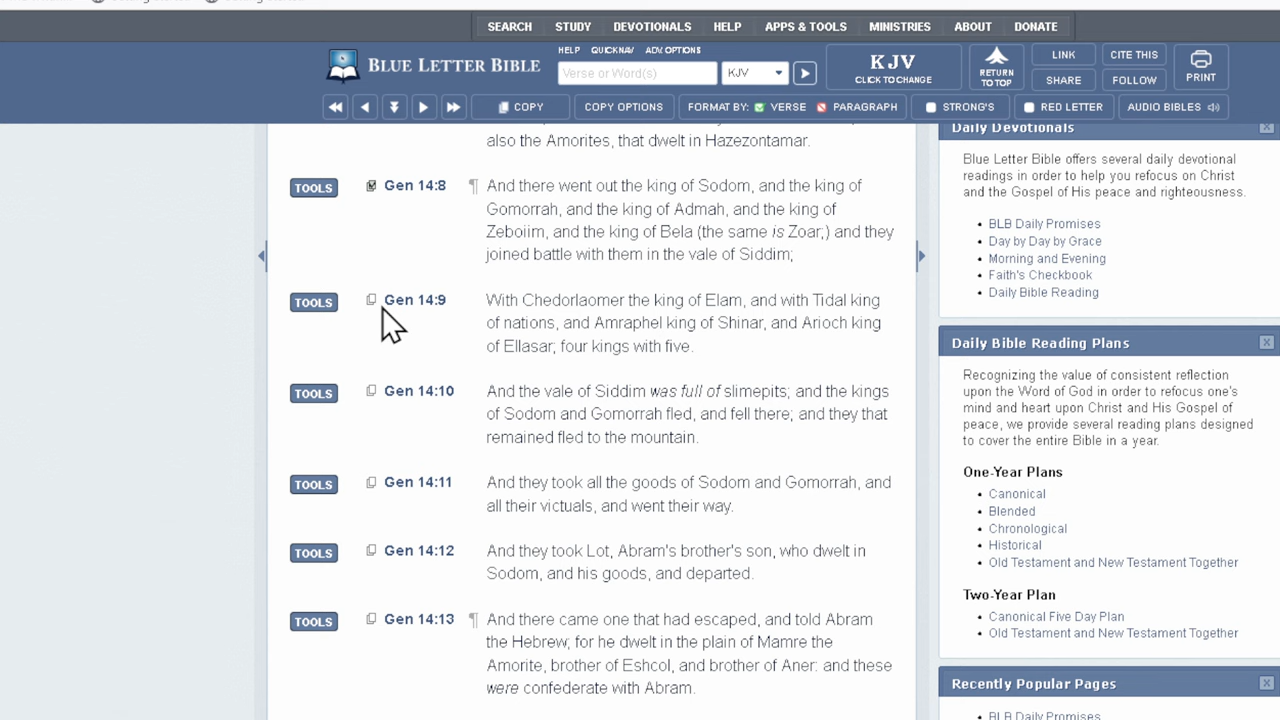 SEARCH STUDY DEVOTIONALS HELP APPS & TOOLS MINISTRIES ABOUT DONATE
BLUE LETTER BIBLE
HELP QUICKNAV ADV. OPTIONS
Verse or Word(s) KJV
KJV
CLICK TO CHANGE
RETURN
TO TOP
LINK CITE THIS
SHARE FOLLOW
PRINT
COPY COPY OPTIONS FORMAT BY: VERSE PARAGRAPH STRONG'S RED LETTER AUDIO BIBLES
also the Amorites, that dwelt in Hazezontamar.
TOOLS Gen 14:8 ¶ And there went out the king of Sodom, and the king of
Gomorrah, and the king of Admah, and the king of
Zeboiim, and the king of Bela (the same is Zoar;) and they
joined battle with them in the vale of Siddim;
TOOLS Gen 14:9 With Chedorlaomer the king of Elam, and with Tidal king
of nations, and Amraphel king of Shinar, and Arioch king
of Ellasar; four kings with five.
TOOLS Gen 14:10 And the vale of Siddim was full of slimepits; and the kings
of Sodom and Gomorrah fled, and fell there; and they that
remained fled to the mountain.
TOOLS Gen 14:11 And they took all the goods of Sodom and Gomorrah, and
all their victuals, and went their way.
TOOLS Gen 14:12 And they took Lot, Abram's brother's son, who dwelt in
Sodom, and his goods, and departed.
TOOLS Gen 14:13 ¶ And there came one that had escaped, and told Abram
the Hebrew; for he dwelt in the plain of Mamre the
Amorite, brother of Eshcol, and brother of Aner: and these
were confederate with Abram.
Daily Devotionals
Blue Letter Bible offers several daily devotional
readings in order to help you refocus on Christ
and the Gospel of His peace and righteousness.
• BLB Daily Promises
• Day by Day by Grace
• Morning and Evening
• Faith's Checkbook
• Daily Bible Reading
Daily Bible Reading Plans
Recognizing the value of consistent reflection
upon the Word of God in order to refocus one's
mind and heart upon Christ and His Gospel of
peace, we provide several reading plans designed
to cover the entire Bible in a year.
One-Year Plans
• Canonical
• Blended
• Chronological
• Historical
• Old Testament and New Testament Together
Two-Year Plan
• Canonical Five Day Plan
• Old Testament and New Testament Together
Recently Popular Pages
• BLB Daily Promises